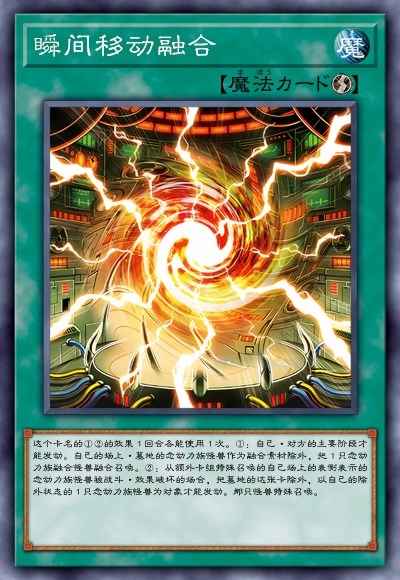 瞬间移动融合
魔
まほう
【魔法カード】
这个卡名的①②的效果1回合各能使用1次。①:自己·对方的主要阶段才
能发动。自己的场上·墓地的念动力族怪兽作为融合素材除外,把1只念动
力族融合怪兽融合召唤。②:从额外卡组特殊召唤的自己场上的表侧表示的
念动力族怪兽被战斗·效果破坏的场合,把墓地的这张卡除外,以自己的除
外状态的1只念动力族怪兽为对象才能发动。那只怪兽特殊召唤。